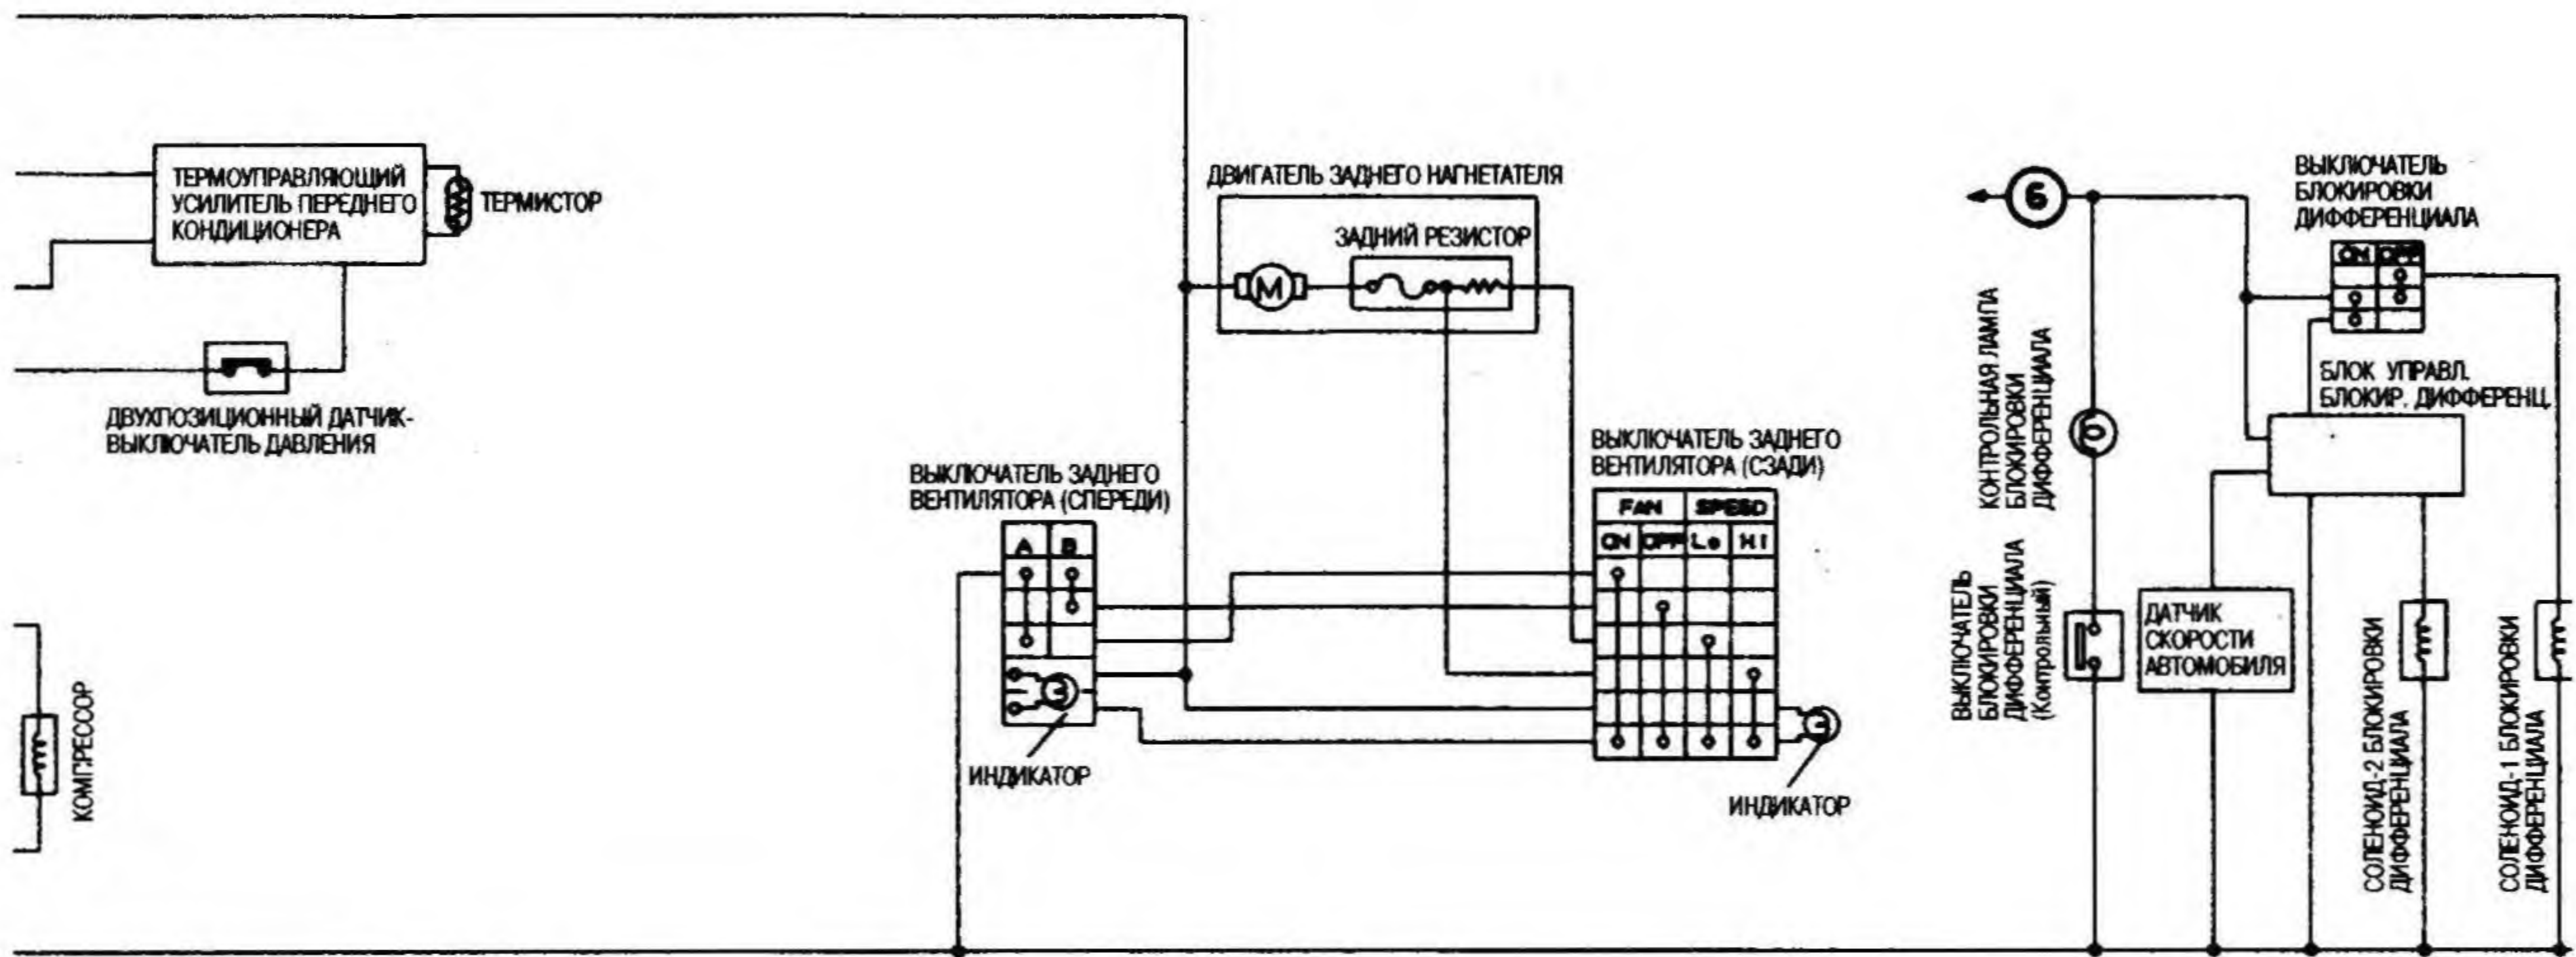 ТЕРМОУПРАВЛЯЮЩИЙ
УСИЛИТЕЛЬ ПЕРЕДНЕГО
КОНДИЦИОНЕРА
ТЕРМИСТОР
ДВУХПОЗИЦИОННЫЙ ДАТЧИК-
ВЫКЛЮЧАТЕЛЬ ДАВЛЕНИЯ
КОМПРЕССОР
ДВИГАТЕЛЬ ЗАДНЕГО НАГНЕТАТЕЛЯ
ЗАДНИЙ РЕЗИСТОР
M
ВЫКЛЮЧАТЕЛЬ ЗАДНЕГО
ВЕНТИЛЯТОРА (СПЕРЕДИ)
A B
ИНДИКАТОР
ВЫКЛЮЧАТЕЛЬ ЗАДНЕГО
ВЕНТИЛЯТОРА (СЗАДИ)
FAN SPEED
ON OFF Lo HI
ИНДИКАТОР
6
ВЫКЛЮЧАТЕЛЬ
БЛОКИРОВКИ
ДИФФЕРЕНЦИАЛА
ON OFF
КОНТРОЛЬНАЯ ЛАМПА
БЛОКИРОВКИ
ДИФФЕРЕНЦИАЛА
БЛОК УПРАВЛ.
БЛОКИР. ДИФФЕРЕНЦ.
ВЫКЛЮЧАТЕЛЬ
БЛОКИРОВКИ
ДИФФЕРЕНЦИАЛА
(Контрольный)
ДАТЧИК
СКОРОСТИ
АВТОМОБИЛЯ
СОЛЕНОИД-2 БЛОКИРОВКИ
ДИФФЕРЕНЦИАЛА
СОЛЕНОИД-1 БЛОКИРОВКИ
ДИФФЕРЕНЦИАЛА